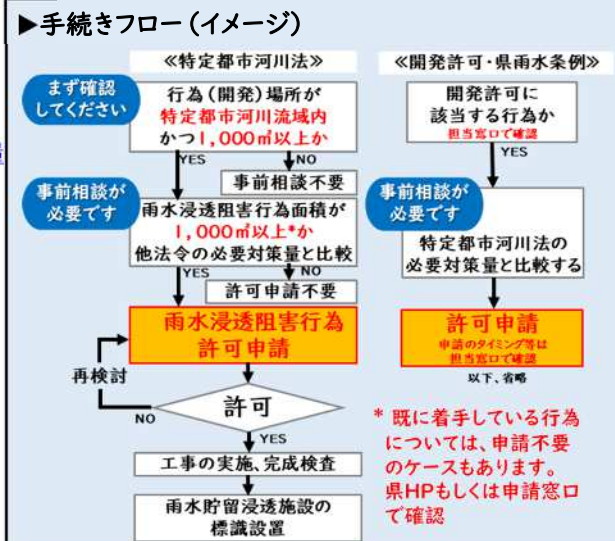 ▶手続きフロー(イメージ)
≪特定都市河川法≫
まず確認
してください
行為(開発)場所が
特定都市河川流域内
かつ1,000㎡以上か
YES
NO
事前相談不要
事前相談が
必要です
雨水浸透阻害行為面積が
1,000㎡以上*か
他法令の必要対策量と比較
YES
NO
許可申請不要
雨水浸透阻害行為
許可申請
再検討
許可
NO
YES
工事の実施、完成検査
雨水貯留浸透施設の
標識設置
≪開発許可・県雨水条例≫
開発許可に
該当する行為か
担当窓口で確認
YES
事前相談が
必要です
特定都市河川法の
必要対策量と比較する
許可申請
申請のタイミング等は
担当窓口で確認
以下、省略
* 既に着手している行為
については、申請不要
のケースもあります。
県HPもしくは申請窓口
で確認